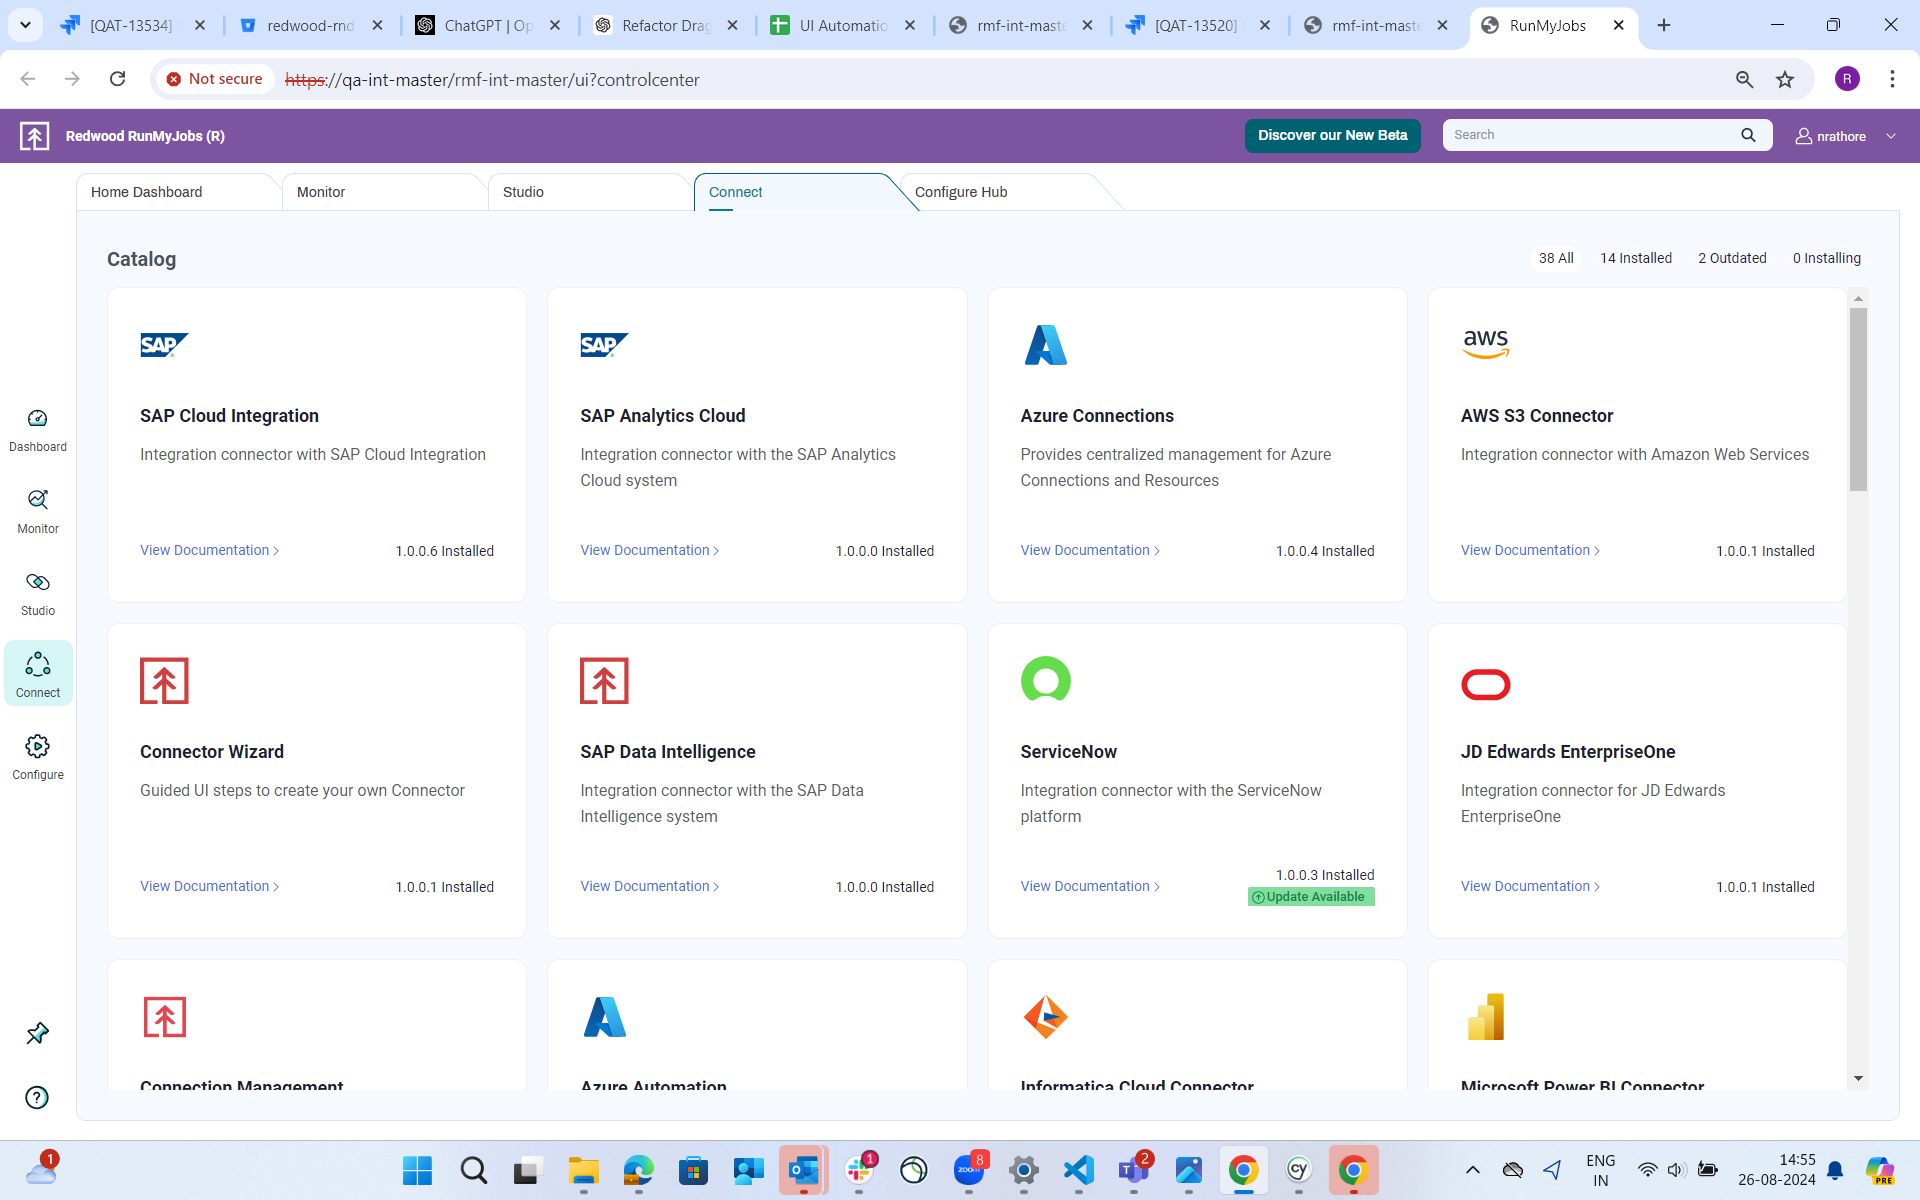 [QAT-13534]
redwood-rnd
ChatGPT | Op
Refactor Drag
UI Automatio
rmf-int-maste
[QAT-13520]
rmf-int-maste
RunMyJobs
Not secure
https://qa-int-master/rmf-int-master/ui?controlcenter
R
Redwood RunMyJobs (R)
Discover our New Beta
Search
nrathore
Home Dashboard
Monitor
Studio
Connect
Configure Hub
Catalog
38 All
14 Installed
2 Outdated
0 Installing
SAP
SAP Cloud Integration
Integration connector with SAP Cloud Integration
View Documentation
1.0.0.6 Installed
SAP
SAP Analytics Cloud
Integration connector with the SAP Analytics
Cloud system
View Documentation
1.0.0.0 Installed
Azure Connections
Provides centralized management for Azure
Connections and Resources
View Documentation
1.0.0.4 Installed
aws
AWS S3 Connector
Integration connector with Amazon Web Services
View Documentation
1.0.0.1 Installed
Dashboard
Monitor
Studio
Connect
Configure
Connector Wizard
Guided UI steps to create your own Connector
View Documentation
1.0.0.1 Installed
SAP Data Intelligence
Integration connector with the SAP Data
Intelligence system
View Documentation
1.0.0.0 Installed
ServiceNow
Integration connector with the ServiceNow
platform
View Documentation
1.0.0.3 Installed
Update Available
JD Edwards EnterpriseOne
Integration connector for JD Edwards
EnterpriseOne
View Documentation
1.0.0.1 Installed
Connection Management
Azure Automation
Informatica Cloud Connector
Microsoft Power BI Connector
1
1
zoom
8
2
cy
ENG
IN
14:55
26-08-2024
PRE